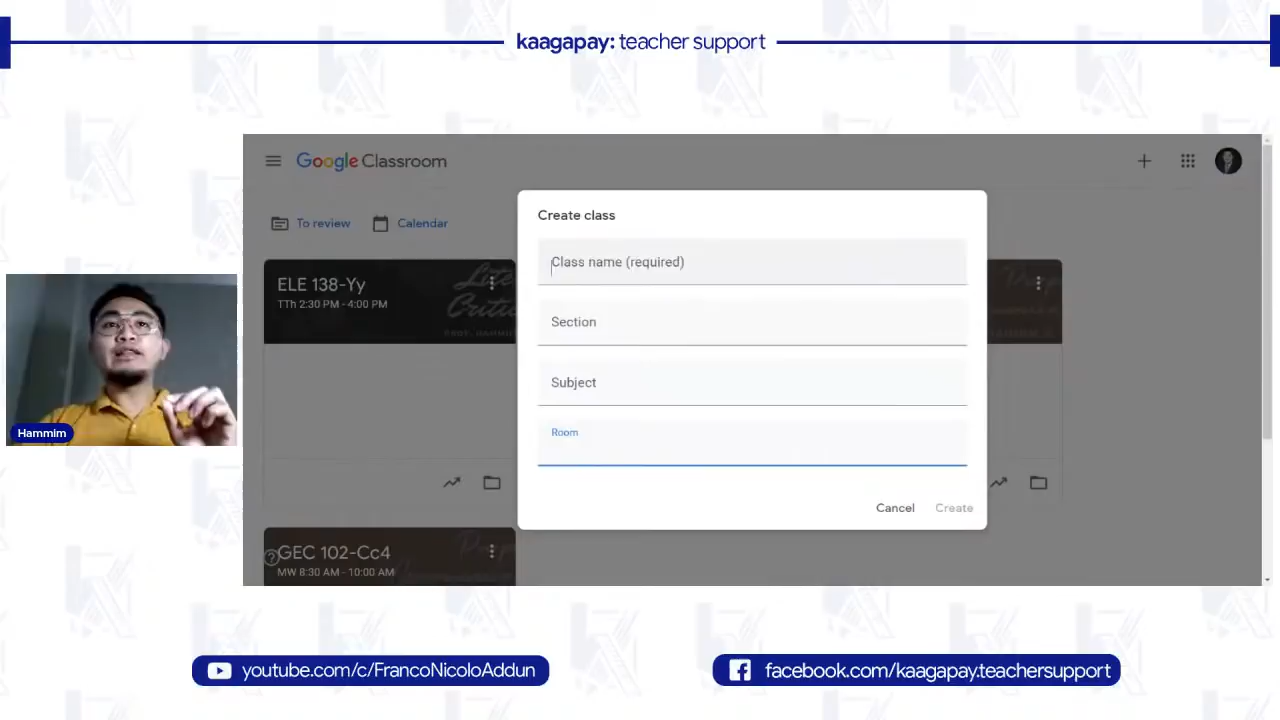 kaagapay: teacher support
Google Classroom
To review
Calendar
ELE 138-Yy
TTh 2:30 PM - 4:00 PM
Create class
Class name (required)
Section
Subject
Room
Cancel
Create
GEC 102-Cc4
MW 8:30 AM - 10:00 AM
Hammim
youtube.com/c/FrancoNicoloAddun
facebook.com/kaagapay.teachersupport